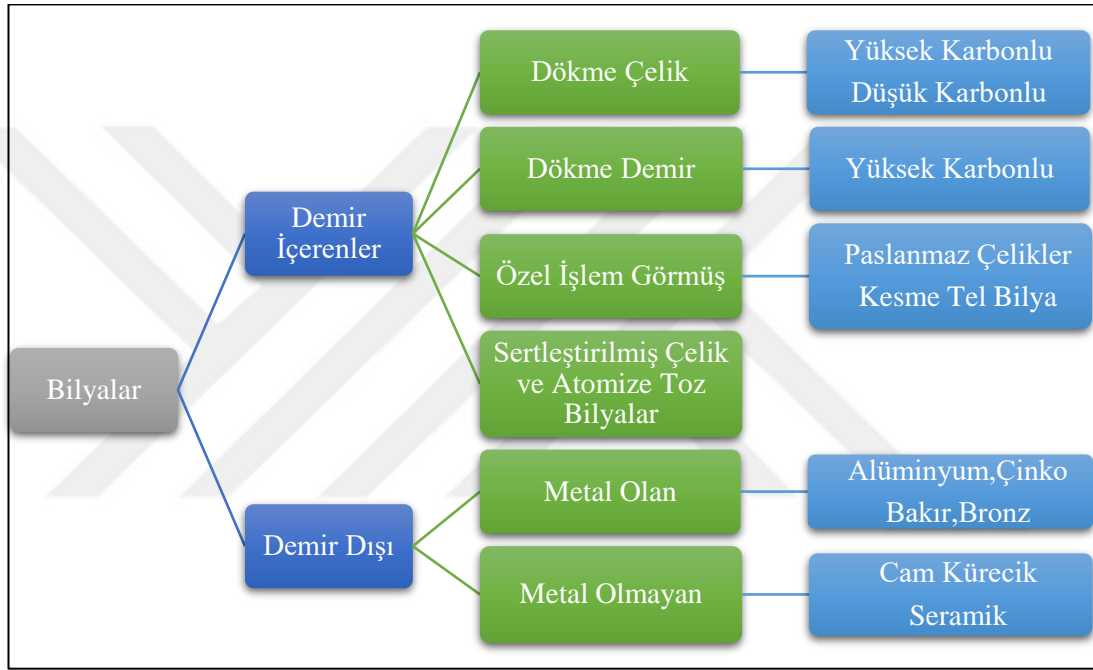 Bilyalar
Demir
İçerenler
Dökme Çelik
Yüksek Karbonlu
Düşük Karbonlu
Dökme Demir
Yüksek Karbonlu
Özel İşlem Görmüş
Paslanmaz Çelikler
Kesme Tel Bilya
Sertleştirilmiş Çelik
ve Atomize Toz
Bilyalar
Demir Dışı
Metal Olan
Alüminyum,Çinko
Bakır,Bronz
Metal Olmayan
Cam Kürecik
Seramik